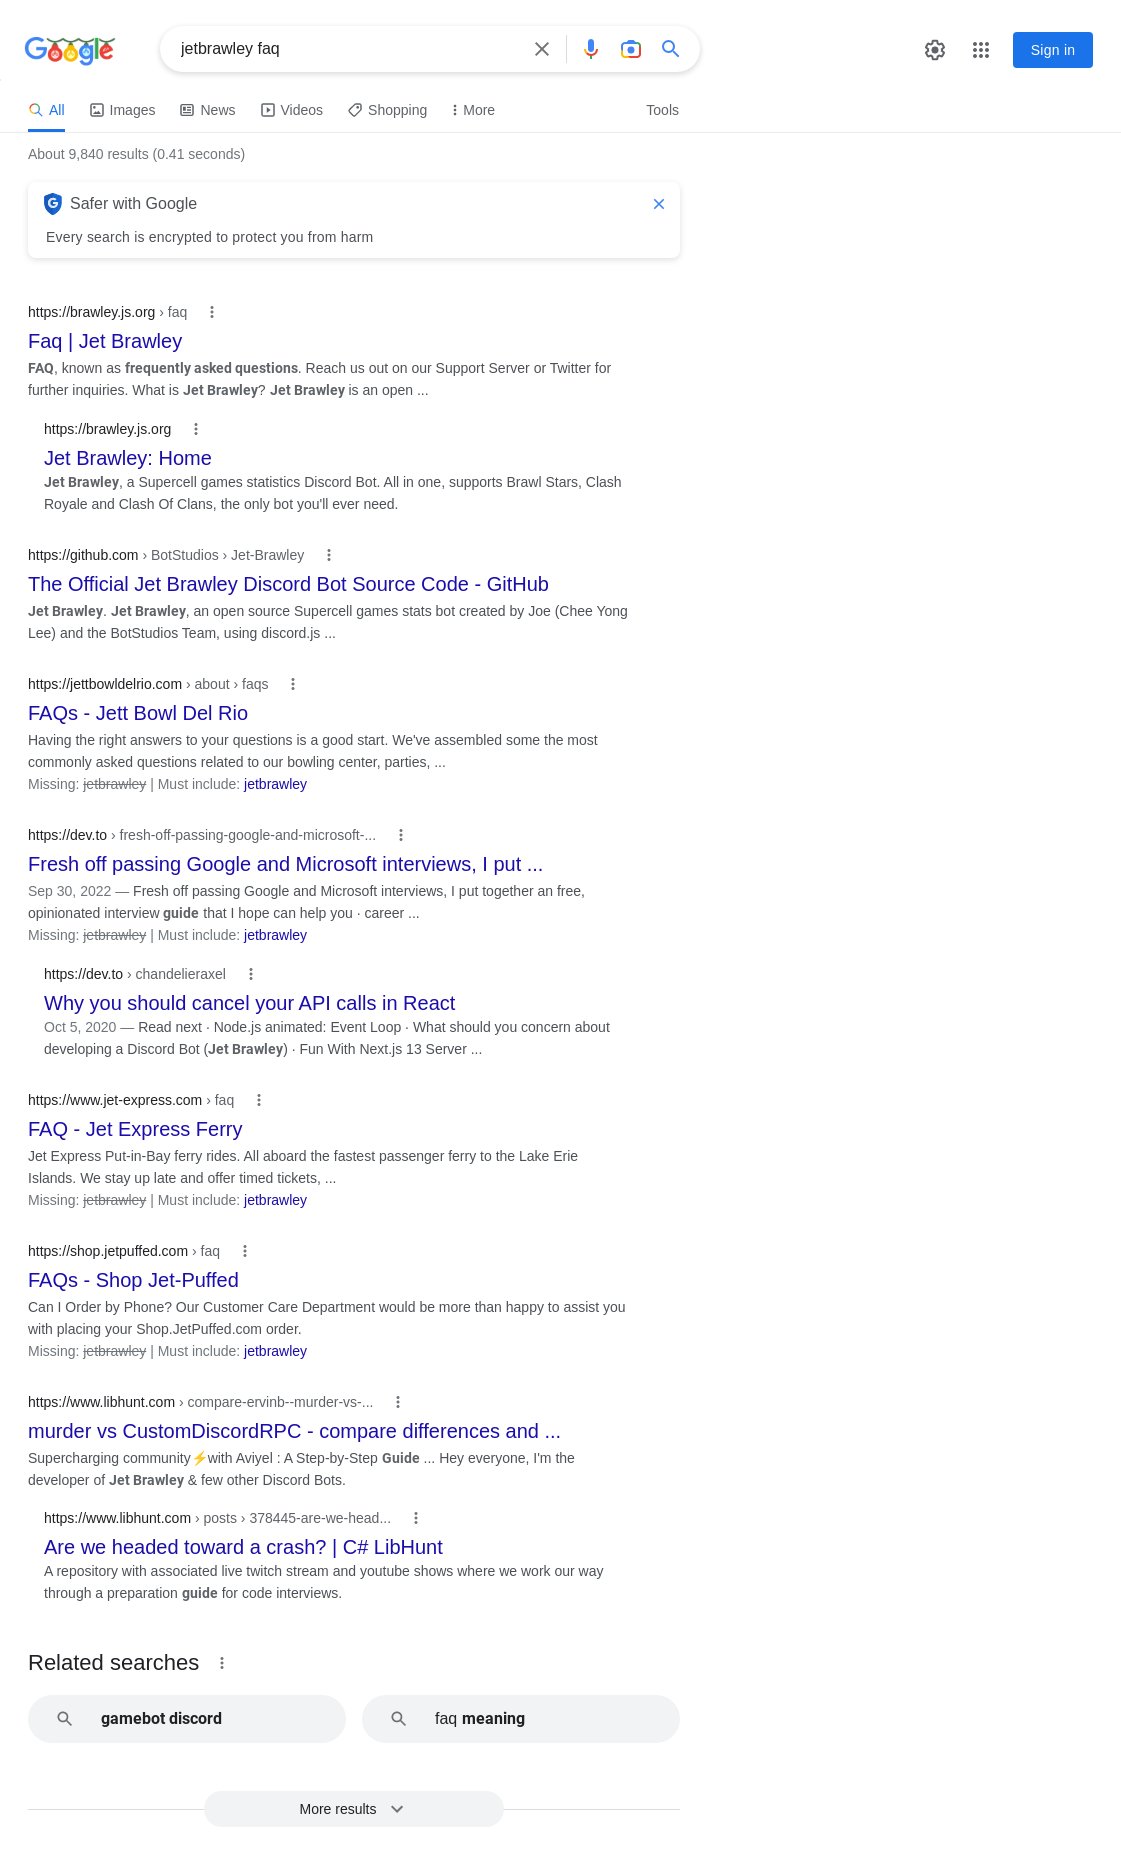 Google
jetbrawley faq
Sign in
All Images News Videos Shopping More Tools
About 9,840 results (0.41 seconds)
Safer with Google
Every search is encrypted to protect you from harm
https://brawley.js.org › faq
Faq | Jet Brawley
FAQ, known as frequently asked questions. Reach us out on our Support Server or Twitter for
further inquiries. What is Jet Brawley? Jet Brawley is an open ...
https://brawley.js.org
Jet Brawley: Home
Jet Brawley, a Supercell games statistics Discord Bot. All in one, supports Brawl Stars, Clash
Royale and Clash Of Clans, the only bot you'll ever need.
https://github.com › BotStudios › Jet-Brawley
The Official Jet Brawley Discord Bot Source Code - GitHub
Jet Brawley. Jet Brawley, an open source Supercell games stats bot created by Joe (Chee Yong
Lee) and the BotStudios Team, using discord.js ...
https://jettbowldelrio.com › about › faqs
FAQs - Jett Bowl Del Rio
Having the right answers to your questions is a good start. We've assembled some the most
commonly asked questions related to our bowling center, parties, ...
Missing: jetbrawley | Must include: jetbrawley
https://dev.to › fresh-off-passing-google-and-microsoft-...
Fresh off passing Google and Microsoft interviews, I put ...
Sep 30, 2022 — Fresh off passing Google and Microsoft interviews, I put together an free,
opinionated interview guide that I hope can help you · career ...
Missing: jetbrawley | Must include: jetbrawley
https://dev.to › chandelieraxel
Why you should cancel your API calls in React
Oct 5, 2020 — Read next · Node.js animated: Event Loop · What should you concern about
developing a Discord Bot (Jet Brawley) · Fun With Next.js 13 Server ...
https://www.jet-express.com › faq
FAQ - Jet Express Ferry
Jet Express Put-in-Bay ferry rides. All aboard the fastest passenger ferry to the Lake Erie
Islands. We stay up late and offer timed tickets, ...
Missing: jetbrawley | Must include: jetbrawley
https://shop.jetpuffed.com › faq
FAQs - Shop Jet-Puffed
Can I Order by Phone? Our Customer Care Department would be more than happy to assist you
with placing your Shop.JetPuffed.com order.
Missing: jetbrawley | Must include: jetbrawley
https://www.libhunt.com › compare-ervinb--murder-vs-...
murder vs CustomDiscordRPC - compare differences and ...
Supercharging community⚡with Aviyel : A Step-by-Step Guide ... Hey everyone, I'm the
developer of Jet Brawley & few other Discord Bots.
https://www.libhunt.com › posts › 378445-are-we-head...
Are we headed toward a crash? | C# LibHunt
A repository with associated live twitch stream and youtube shows where we work our way
through a preparation guide for code interviews.
Related searches
gamebot discord
faq meaning
More results